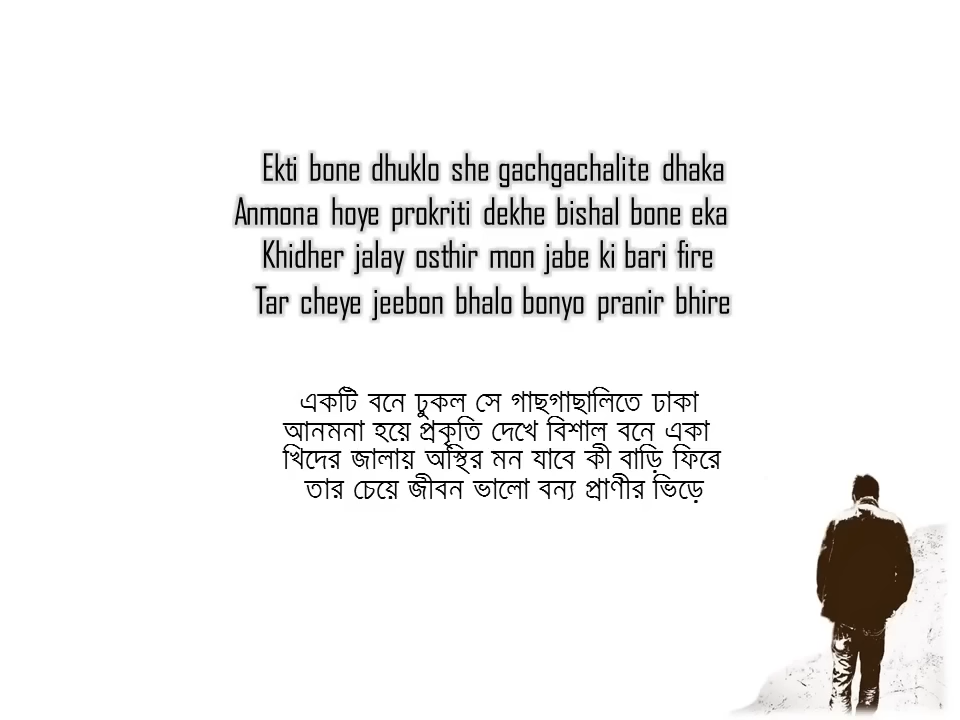 Ekti bone dhuklo she gachgachalite dhaka
Anmona hoye prokriti dekhe bishal bone eka
Khidher jalay osthir mon jabe ki bari fire
Tar cheye jeebon bhalo bonyo pranir bhire
একটি বনে ঢুকল সে গাছগাছালিতে ঢাকা
আনমনা হয়ে প্রকৃতি দেখে বিশাল বনে একা
খিদের জালায় অস্থির মন যাবে কী বাড়ি ফিরে
তার চেয়ে জীবন ভালো বন্য প্রাণীর ভিড়ে